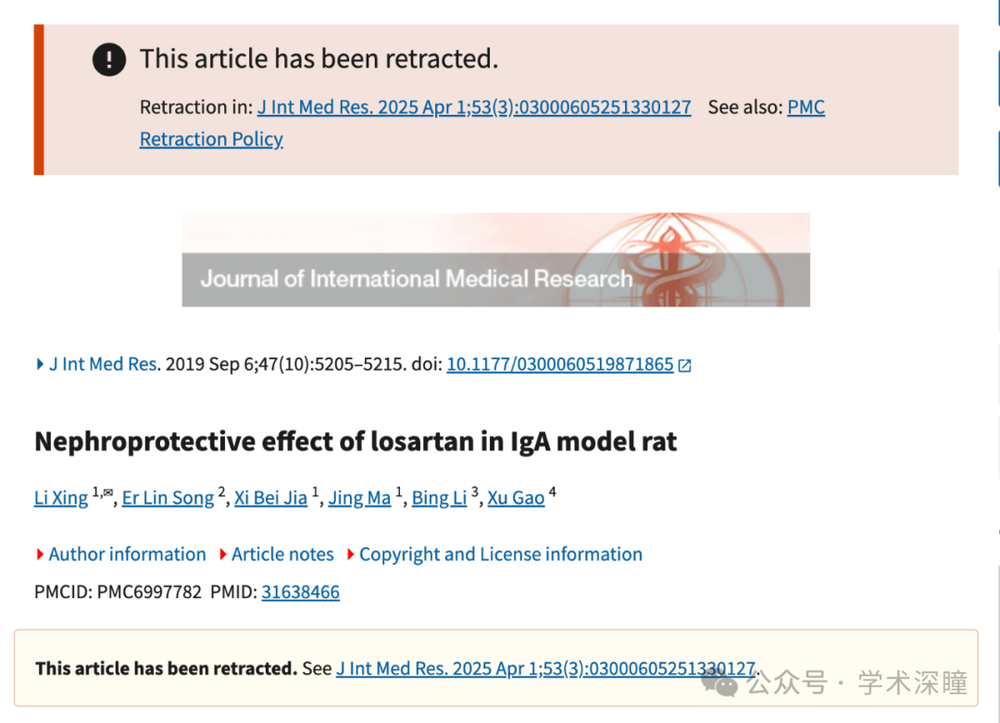 This article has been retracted.
Retraction in: J Int Med Res. 2025 Apr 1;53(3):03000605251330127 See also: PMC
Retraction Policy
Journal of International Medical Research
J Int Med Res. 2019 Sep 6;47(10):5205–5215. doi: 10.1177/0300060519871865
Nephroprotective effect of losartan in IgA model rat
Li Xing 1,✉, Er Lin Song 2, Xi Bei Jia 1, Jing Ma 1, Bing Li 3, Xu Gao 4
Author information Article notes Copyright and License information
PMCID: PMC6997782 PMID: 31638466
This article has been retracted. See J Int Med Res. 2025 Apr 1;53(3):03000605251330127.
公众号 · 学术深瞳